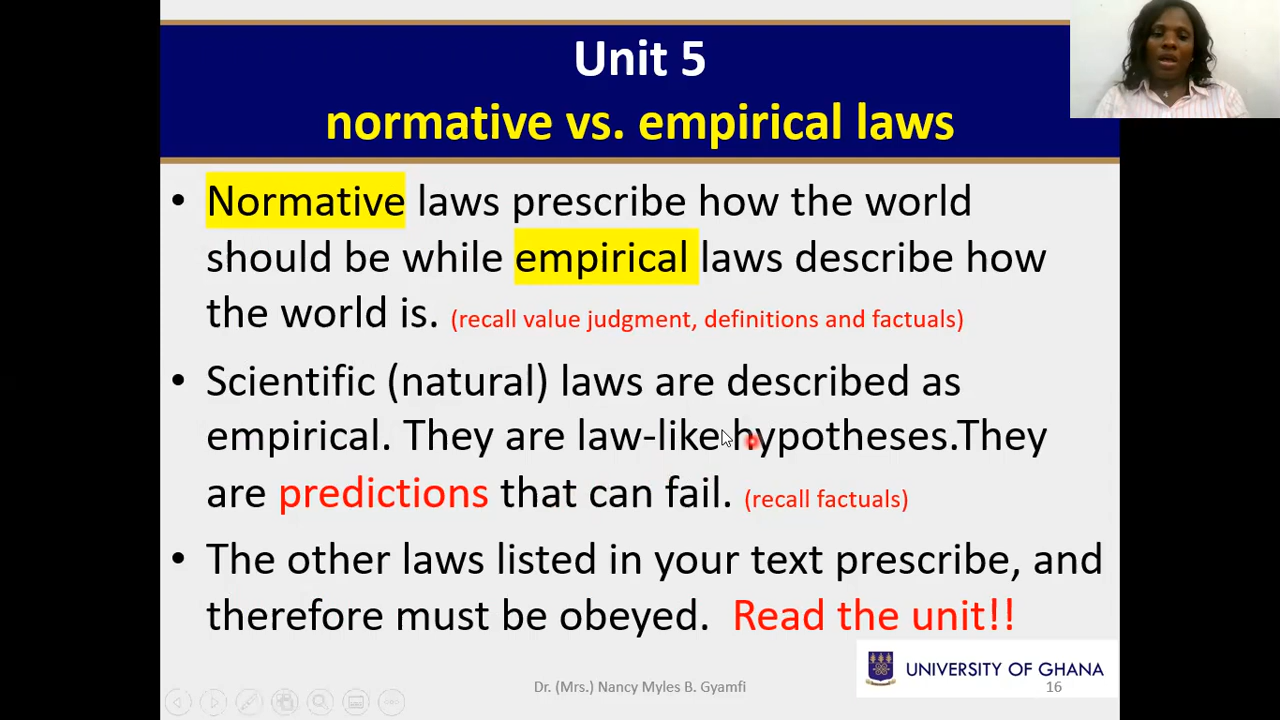 Unit 5
normative vs. empirical laws
• Normative laws prescribe how the world
should be while empirical laws describe how
the world is. (recall value judgment, definitions and factuals)
• Scientific (natural) laws are described as
empirical. They are law-like hypotheses.They
are predictions that can fail. (recall factuals)
• The other laws listed in your text prescribe, and
therefore must be obeyed. Read the unit!!
UNIVERSITY OF GHANA
Dr. (Mrs.) Nancy Myles B. Gyamfi
16